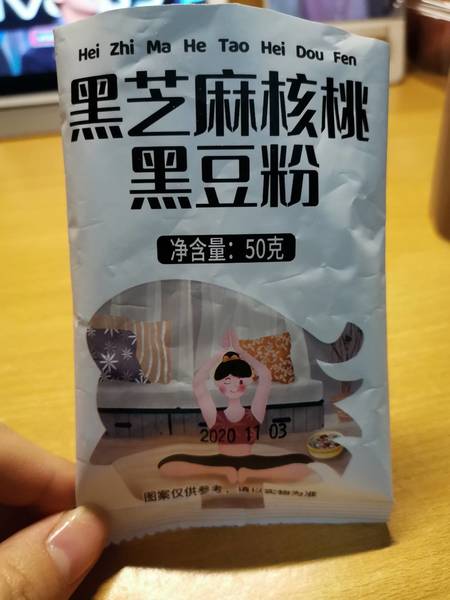 Hei Zhi Ma He Tao Hei Dou Fen
黑芝麻核桃
黑豆粉
净含量：50克
2020 11 03
图案仅供参考，请以实物为准